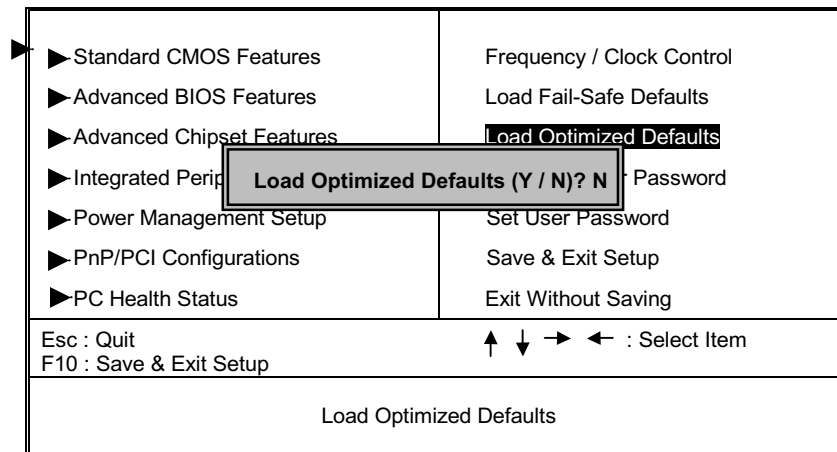 Standard CMOS Features
Advanced BIOS Features
Advanced Chipset Features
Integrated
Power Management Setup
PnP/PCI Configurations
PC Health Status
Frequency / Clock Control
Load Fail-Safe Defaults
Load Optimized Defaults
Password
Set User Password
Save & Exit Setup
Exit Without Saving
Load Optimized Defaults (Y / N)? N
Esc : Quit
F10 : Save & Exit Setup
↑ ↓ → ← : Select Item
Load Optimized Defaults